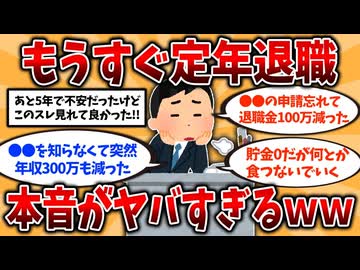 もうすぐ定年退職
あと5年で不安だったけど
このスレ見れて良かった!!
●●の申請忘れて
退職金100万減った
●●を知らなくて突然
年収300万も減った
貯金0だが何とか
食つないでいく
本音がヤバすぎるww